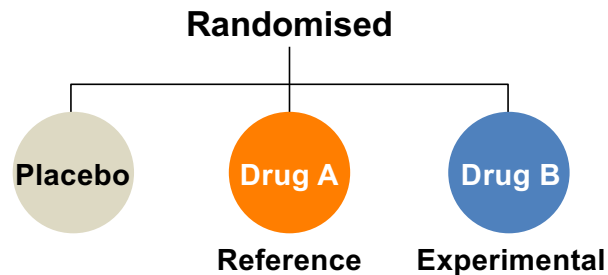 Randomised
Placebo
Drug A
Drug B
Reference
Experimental